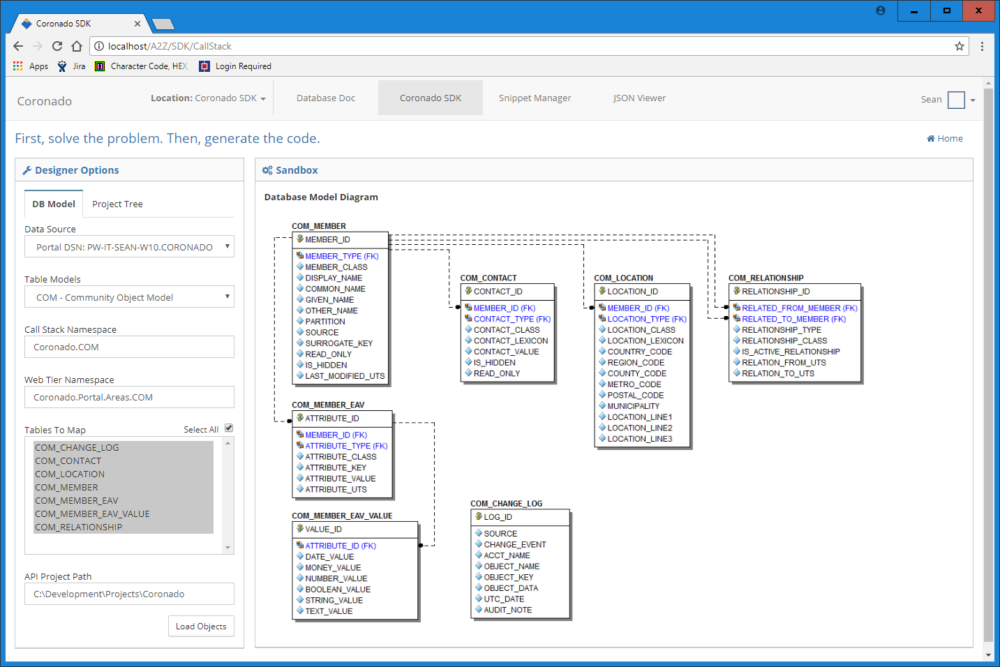 Coronado SDK
localhost/A2Z/SDK/CallStack
Apps Jira Character Code, HEX, Login Required
Coronado Location: Coronado SDK Database Doc Coronado SDK Snippet Manager JSON Viewer Sean
First, solve the problem. Then, generate the code. Home
Designer Options
DB Model Project Tree
Data Source
Portal DSN: PW-IT-SEAN-W10.CORONADO
Table Models
COM - Community Object Model
Call Stack Namespace
Coronado.COM
Web Tier Namespace
Coronado.Portal.Areas.COM
Tables To Map Select All
COM_CHANGE_LOG
COM_CONTACT
COM_LOCATION
COM_MEMBER
COM_MEMBER_EAV
COM_MEMBER_EAV_VALUE
COM_RELATIONSHIP
API Project Path
C:\Development\Projects\Coronado
Load Objects
Sandbox
Database Model Diagram
COM_MEMBER
MEMBER_ID
MEMBER_TYPE (FK)
MEMBER_CLASS
DISPLAY_NAME
COMMON_NAME
GIVEN_NAME
OTHER_NAME
PARTITION
SOURCE
SURROGATE_KEY
READ_ONLY
IS_HIDDEN
LAST_MODIFIED_UTS
COM_CONTACT
CONTACT_ID
MEMBER_ID (FK)
CONTACT_TYPE (FK)
CONTACT_CLASS
CONTACT_LEXICON
CONTACT_VALUE
IS_HIDDEN
READ_ONLY
COM_LOCATION
LOCATION_ID
MEMBER_ID (FK)
LOCATION_TYPE (FK)
LOCATION_CLASS
LOCATION_LEXICON
COUNTRY_CODE
REGION_CODE
COUNTY_CODE
METRO_CODE
POSTAL_CODE
MUNICIPALITY
LOCATION_LINE1
LOCATION_LINE2
LOCATION_LINE3
COM_RELATIONSHIP
RELATIONSHIP_ID
RELATED_FROM_MEMBER (FK)
RELATED_TO_MEMBER (FK)
RELATIONSHIP_TYPE
RELATIONSHIP_CLASS
IS_ACTIVE_RELATIONSHIP
RELATION_FROM_UTS
RELATION_TO_UTS
COM_MEMBER_EAV
ATTRIBUTE_ID
MEMBER_ID (FK)
ATTRIBUTE_TYPE (FK)
ATTRIBUTE_CLASS
ATTRIBUTE_KEY
ATTRIBUTE_VALUE
ATTRIBUTE_UTS
COM_MEMBER_EAV_VALUE
VALUE_ID
ATTRIBUTE_ID (FK)
DATE_VALUE
MONEY_VALUE
NUMBER_VALUE
BOOLEAN_VALUE
STRING_VALUE
TEXT_VALUE
COM_CHANGE_LOG
LOG_ID
SOURCE
CHANGE_EVENT
ACCT_NAME
OBJECT_NAME
OBJECT_KEY
OBJECT_DATA
UTC_DATE
AUDIT_NOTE